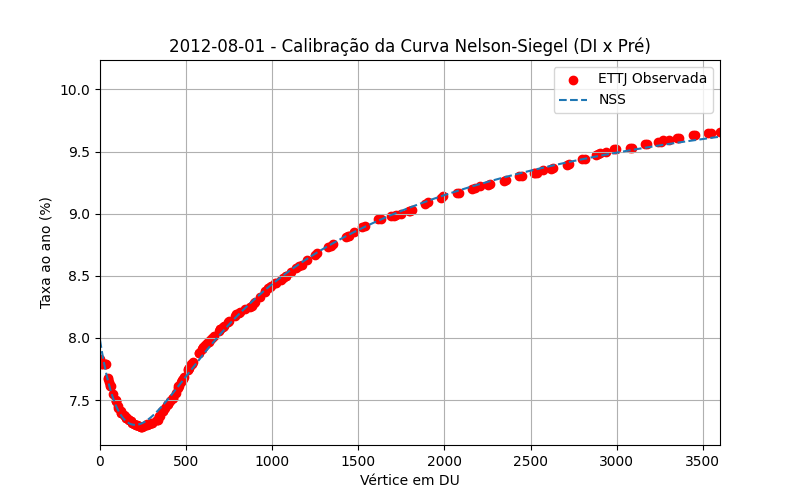 2012-08-01 - Calibração da Curva Nelson-Siegel (DI x Pré)
ETTJ Observada
NSS
Taxa ao ano (%)
10.0
9.5
9.0
8.5
8.0
7.5
0 500 1000 1500 2000 2500 3000 3500
Vértice em DU